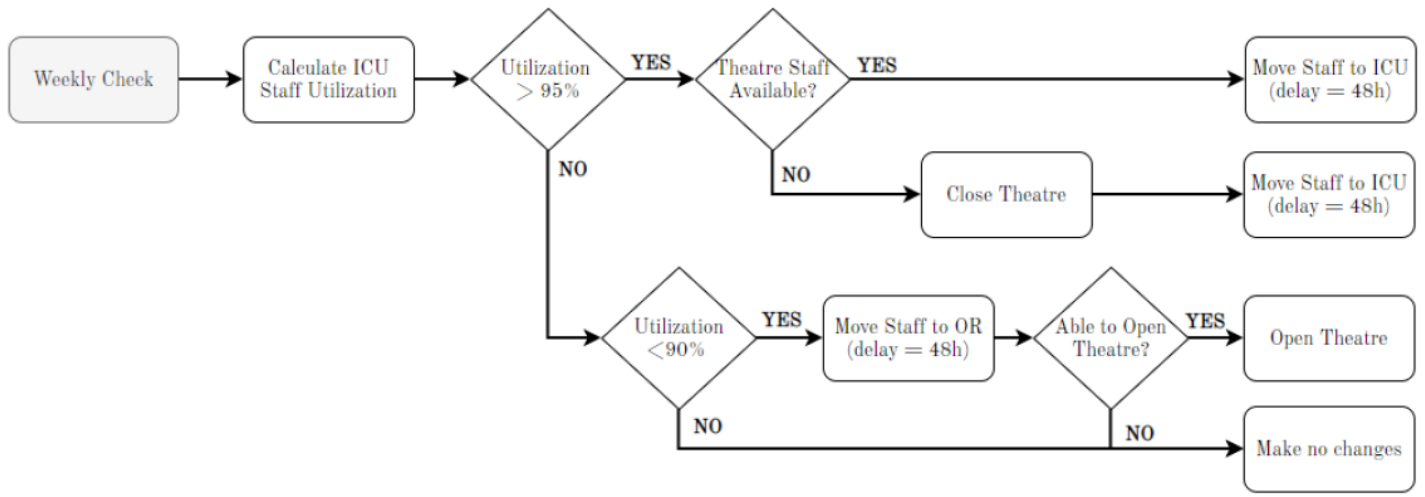 Weekly Check
Calculate ICU
Staff Utilization
Utilization
> 95%
YES
Theatre Staff
Available?
YES
Move Staff to ICU
(delay = 48h)
NO
NO
Close Theatre
Move Staff to ICU
(delay = 48h)
Utilization
<90%
YES
Move Staff to OR
(delay = 48h)
Able to Open
Theatre?
YES
Open Theatre
NO
NO
Make no changes